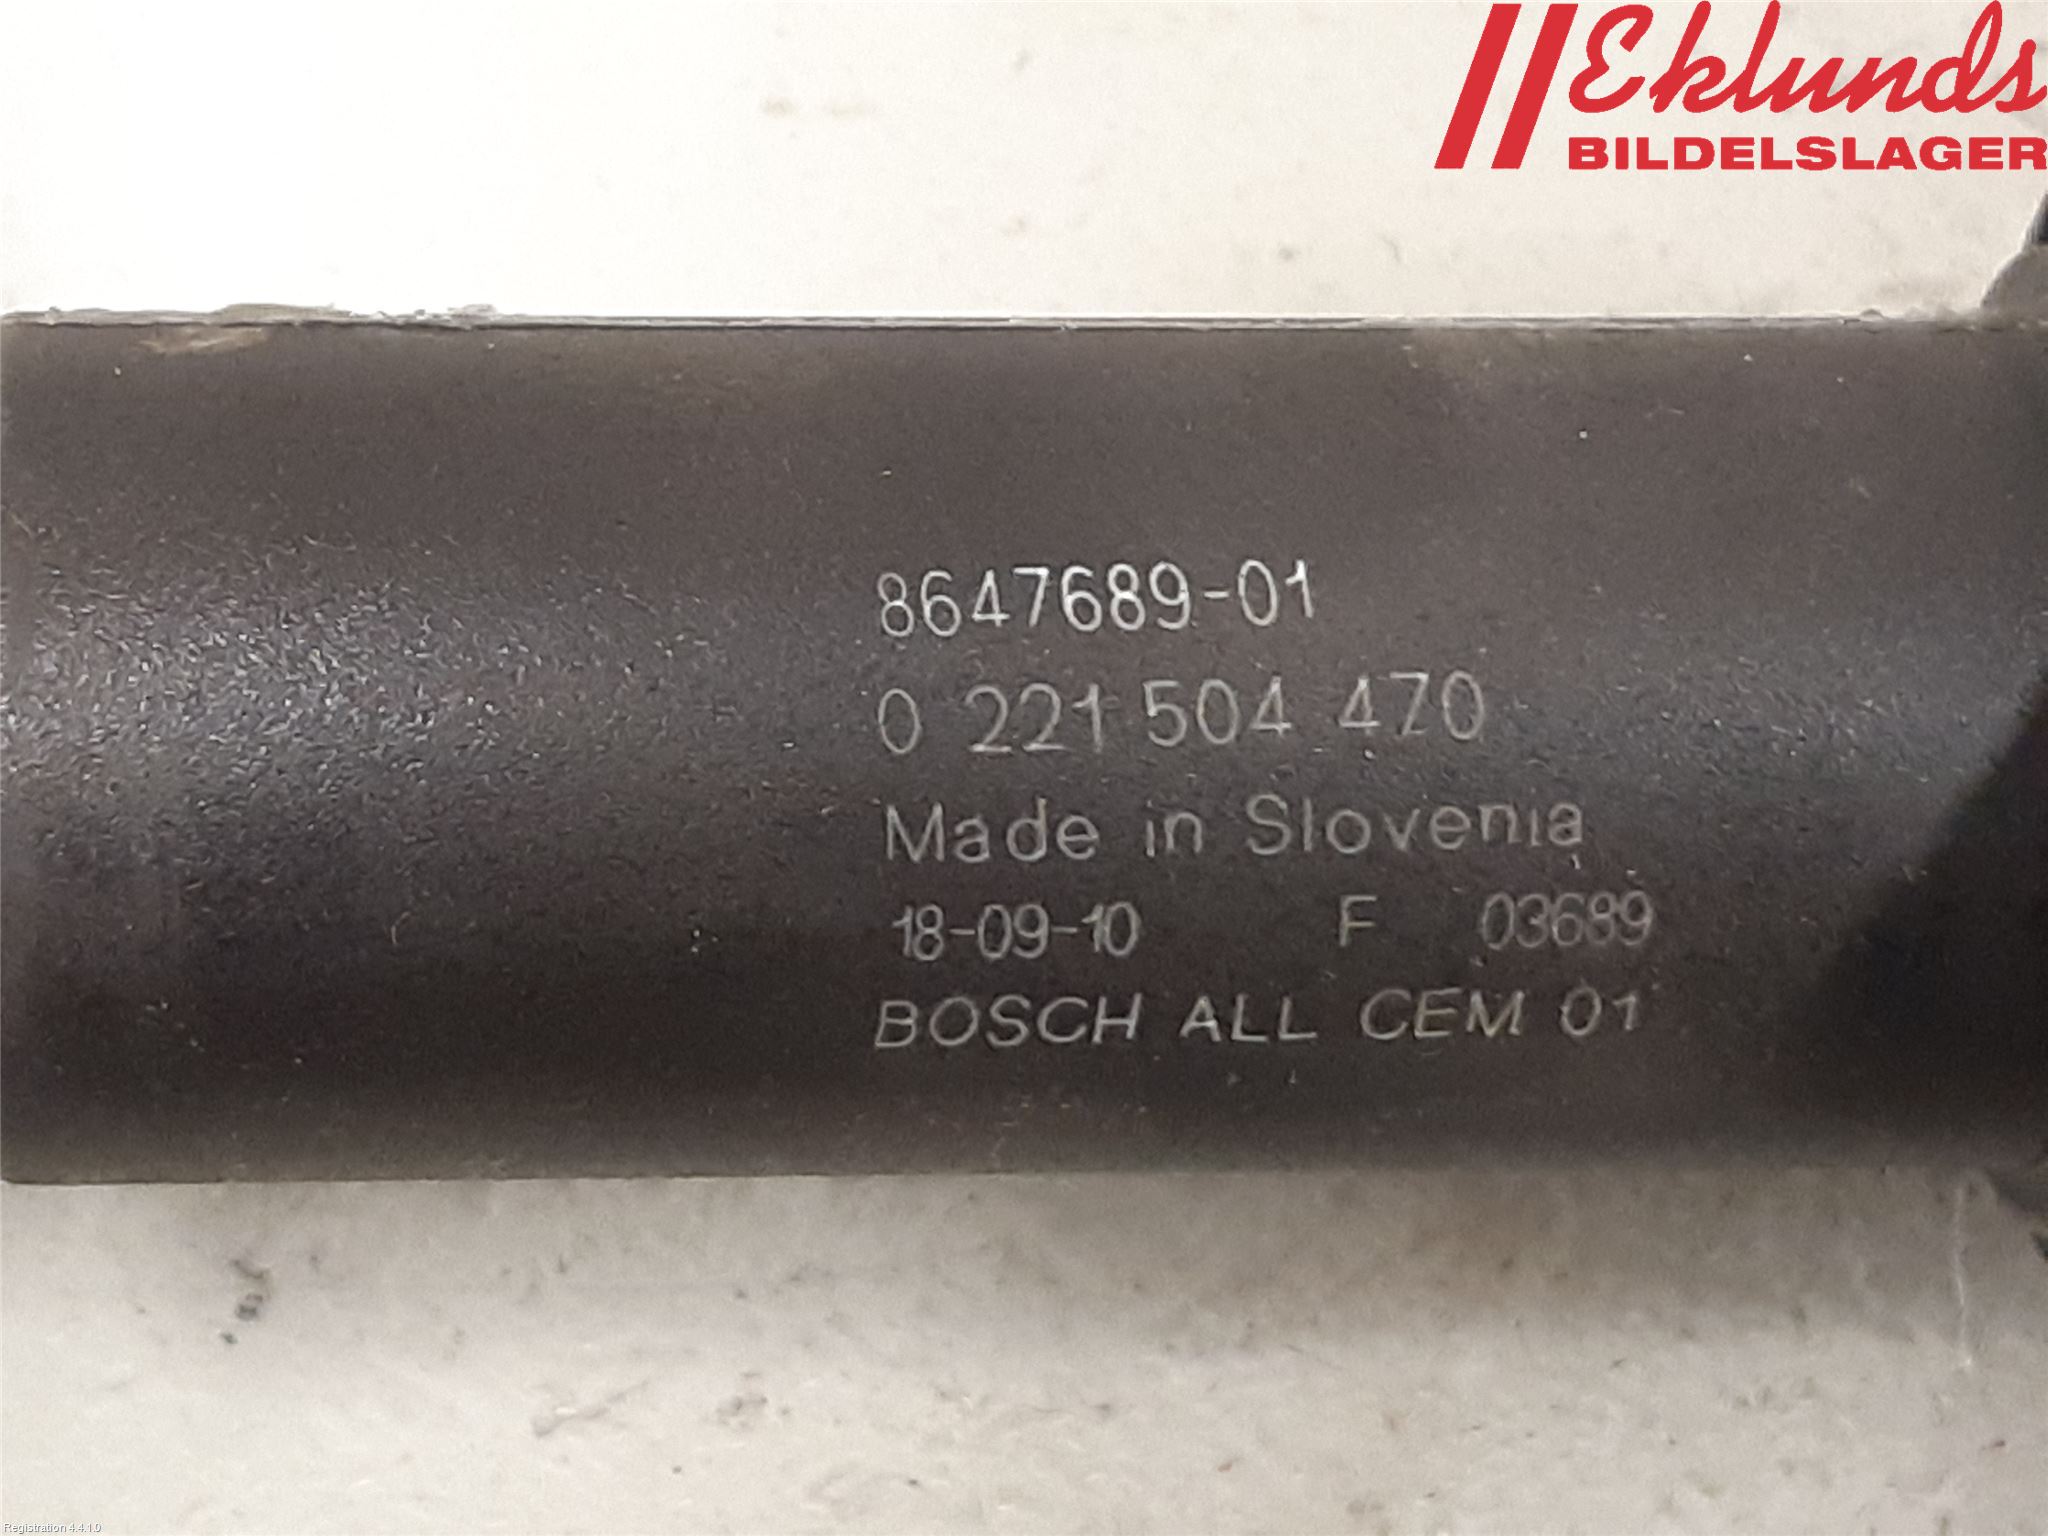 Eklunds
BILDELSLAGER
8647689-01
0 221 504 470
Made in Slovenia
18-09-10 F 03689
BOSCH ALL CEM 01
Registration 4.4.1.0